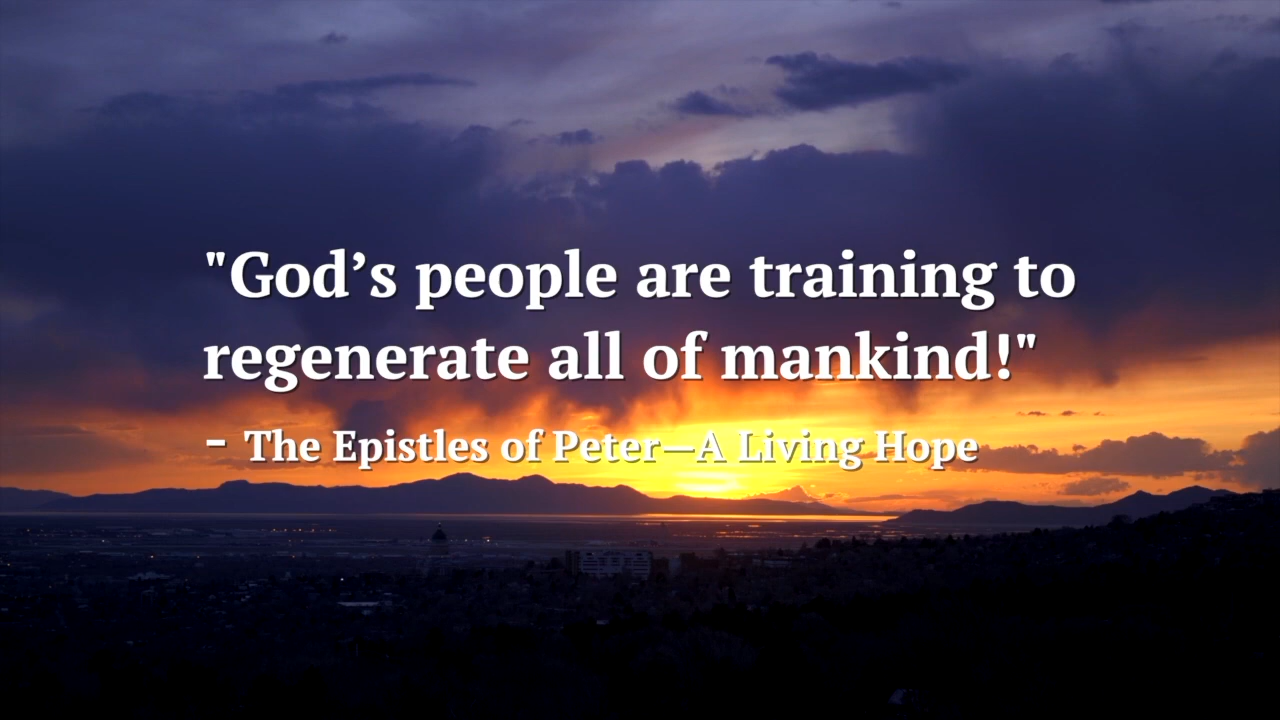 "God’s people are training to
regenerate all of mankind!"
- The Epistles of Peter—A Living Hope